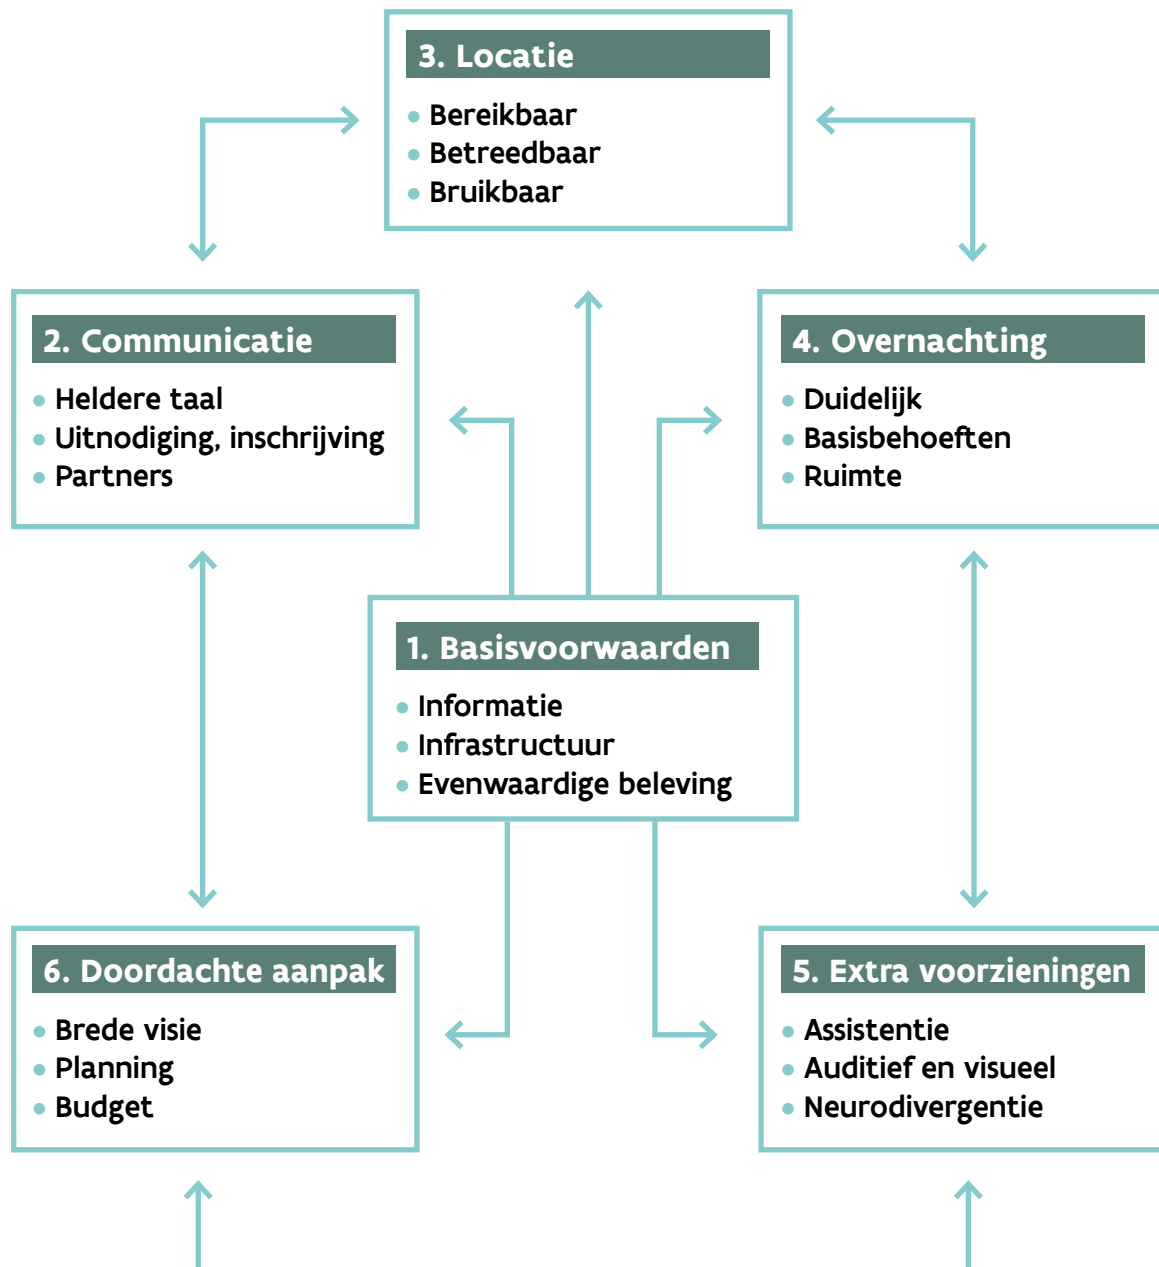 3. Locatie
Bereikbaar
Betreedbaar
Bruikbaar
2. Communicatie
Heldere taal
Uitnodiging, inschrijving
Partners
4. Overnachting
Duidelijk
Basisbehoeften
Ruimte
1. Basisvoorwaarden
Informatie
Infrastructuur
Evenwaardige beleving
6. Doordachte aanpak
Brede visie
Planning
Budget
5. Extra voorzieningen
Assistentie
Auditief en visueel
Neurodivergentie